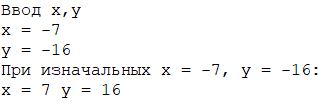 Ввод x,y
x = -7
y = -16
При изначальных x = -7, y = -16:
x = 7 y = 16